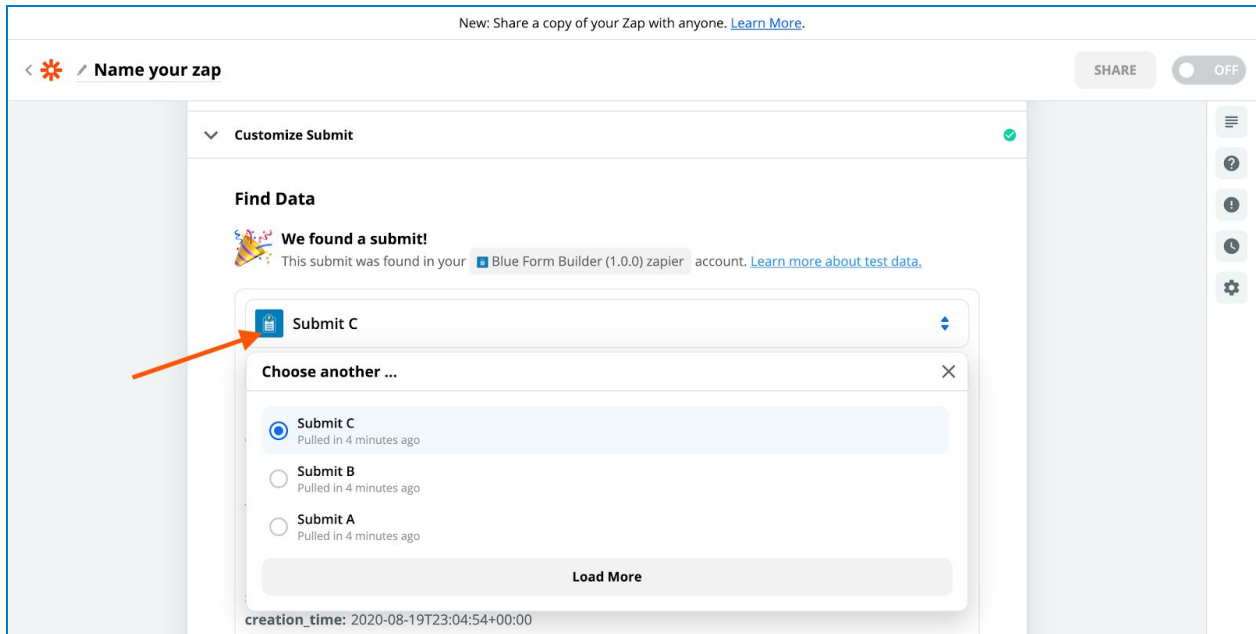 New: Share a copy of your Zap with anyone. Learn More.
Name your zap
SHARE
OFF
Customize Submit
Find Data
We found a submit!
This submit was found in your Blue Form Builder (1.0.0) zapier account. Learn more about test data.
Submit C
Choose another ...
Submit C
Pulled in 4 minutes ago
Submit B
Pulled in 4 minutes ago
Submit A
Pulled in 4 minutes ago
Load More
creation_time: 2020-08-19T23:04:54+00:00